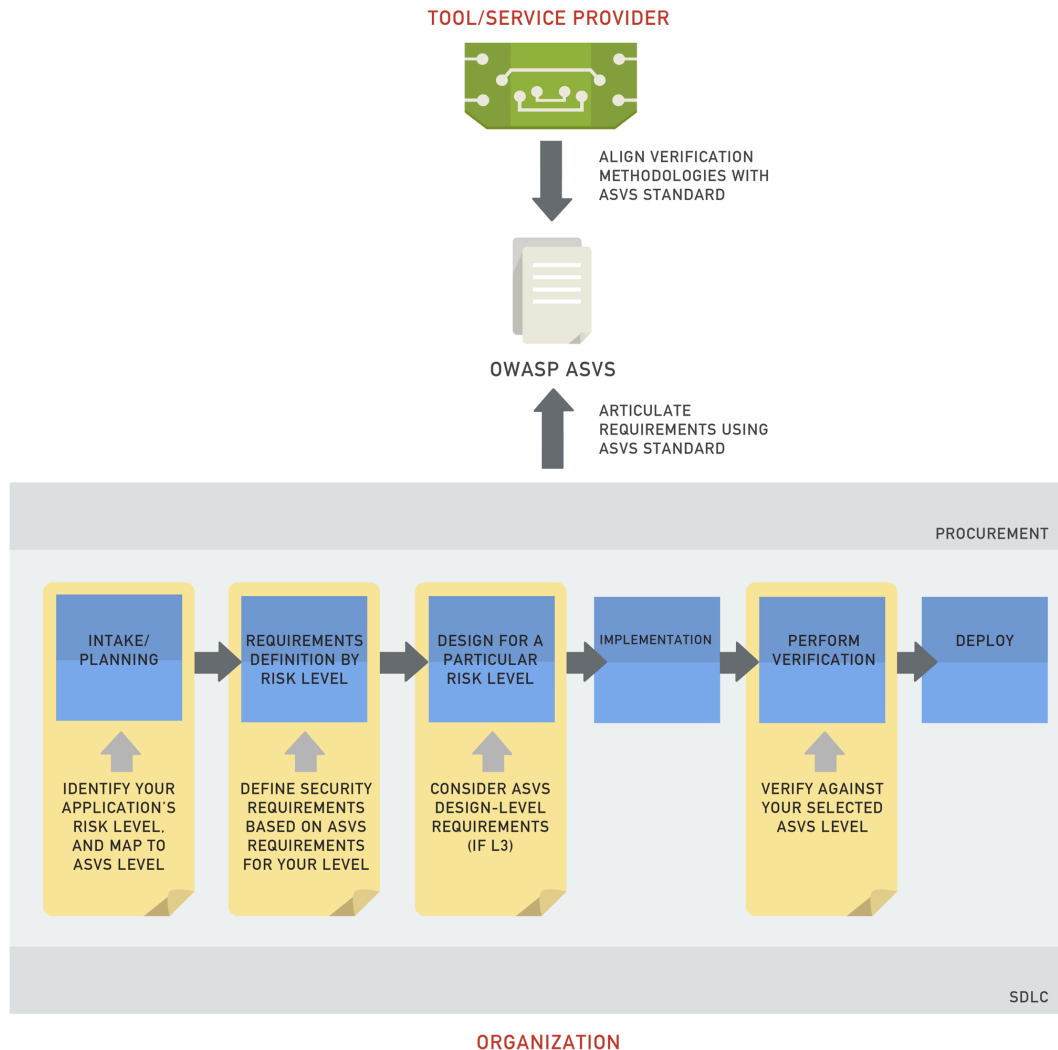 TOOL/SERVICE PROVIDER
ALIGN VERIFICATION
METHODOLOGIES WITH
ASVS STANDARD
OWASP ASVS
ARTICULATE
REQUIREMENTS USING
ASVS STANDARD
PROCUREMENT
INTAKE/
PLANNING
REQUIREMENTS
DEFINITION BY
RISK LEVEL
DESIGN FOR A
PARTICULAR
RISK LEVEL
IMPLEMENTATION
PERFORM
VERIFICATION
DEPLOY
IDENTIFY YOUR
APPLICATION'S
RISK LEVEL,
AND MAP TO
ASVS LEVEL
DEFINE SECURITY
REQUIREMENTS
BASED ON ASVS
REQUIREMENTS
FOR YOUR LEVEL
CONSIDER ASVS
DESIGN-LEVEL
REQUIREMENTS
(IF L3)
VERIFY AGAINST
YOUR SELECTED
ASVS LEVEL
SDLC
ORGANIZATION